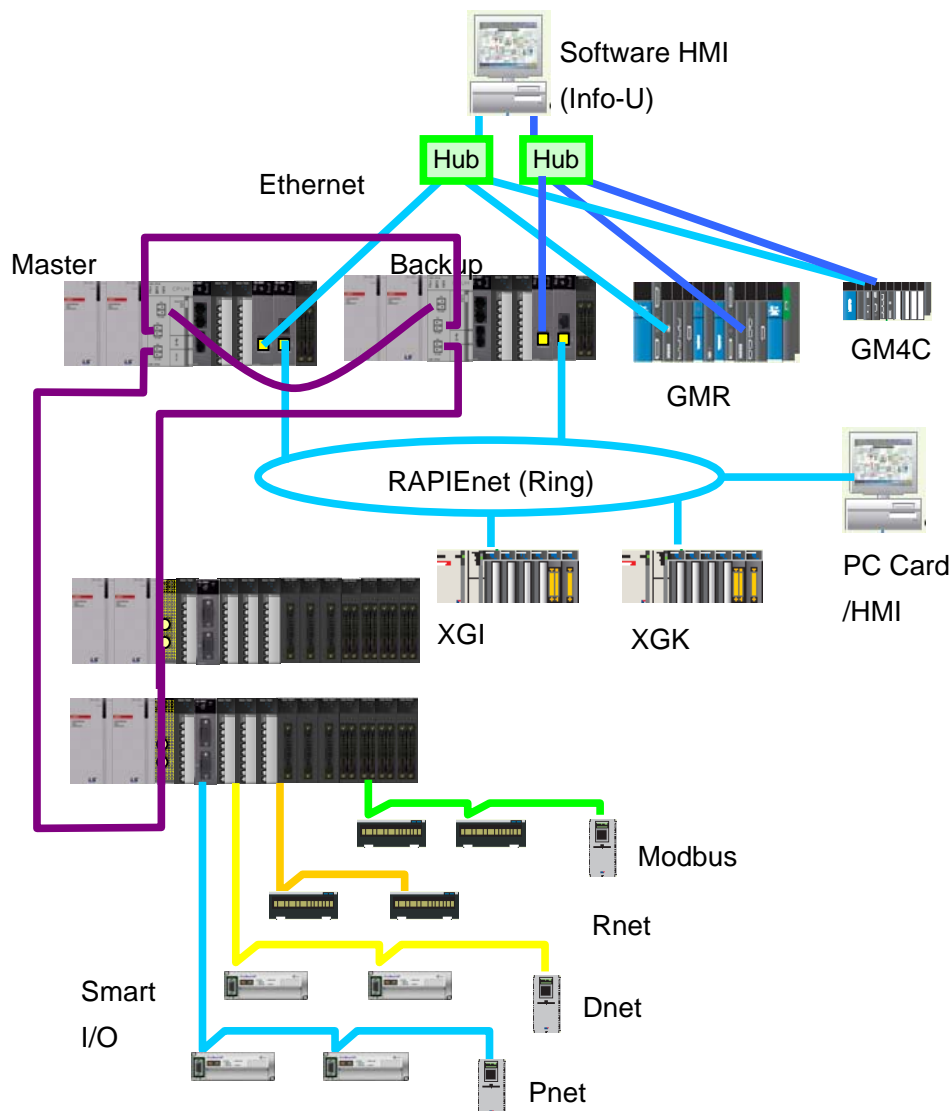 Software HMI
(Info-U)
Hub
Hub
Ethernet
Master
Backup
GM4C
GMR
RAPIEnet (Ring)
PC Card
/HMI
XGI
XGK
Modbus
Rnet
Smart
I/O
Dnet
Pnet